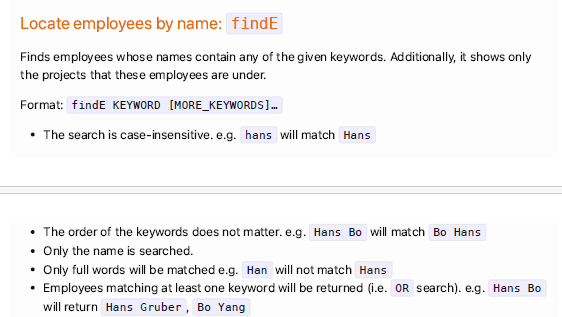 Locate employees by name: findE
Finds employees whose names contain any of the given keywords. Additionally, it shows only
the projects that these employees are under.
Format: findE KEYWORD [MORE_KEYWORDS]…
• The search is case-insensitive. e.g. hans will match Hans
• The order of the keywords does not matter. e.g. Hans Bo will match Bo Hans
• Only the name is searched.
• Only full words will be matched e.g. Han will not match Hans
• Employees matching at least one keyword will be returned (i.e. OR search). e.g. Hans Bo
will return Hans Gruber, Bo Yang